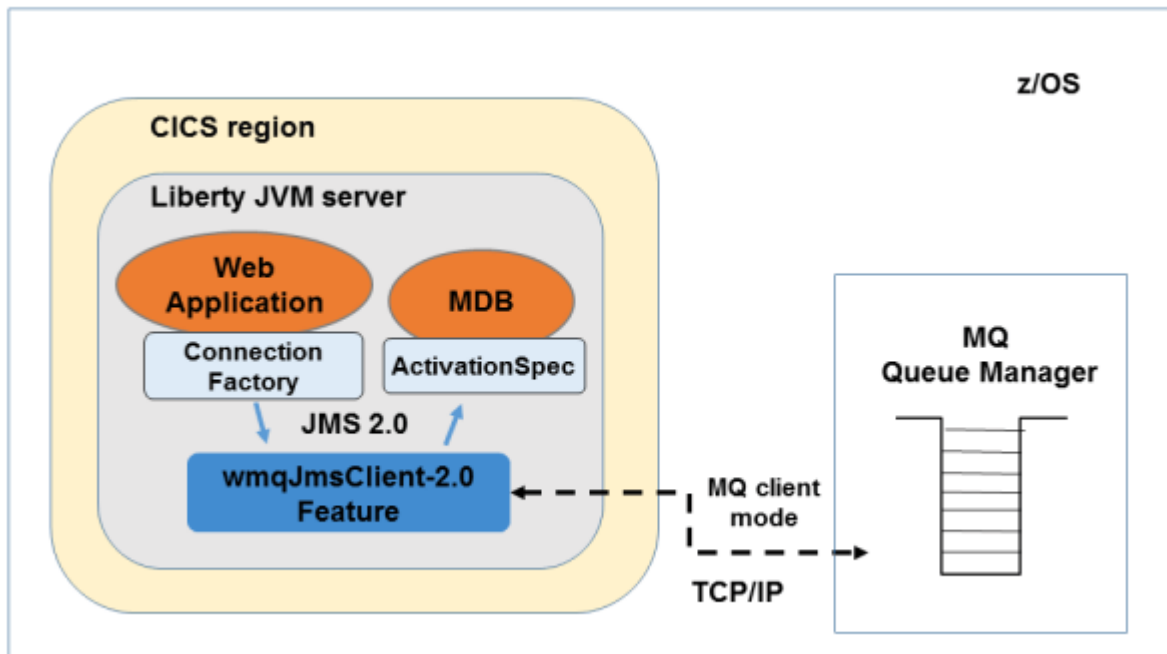 z/OS
CICS region
Liberty JVM server
Web
Application
MDB
Connection
Factory
ActivationSpec
JMS 2.0
wmqJmsClient-2.0
Feature
MQ client
mode
TCP/IP
MQ
Queue Manager